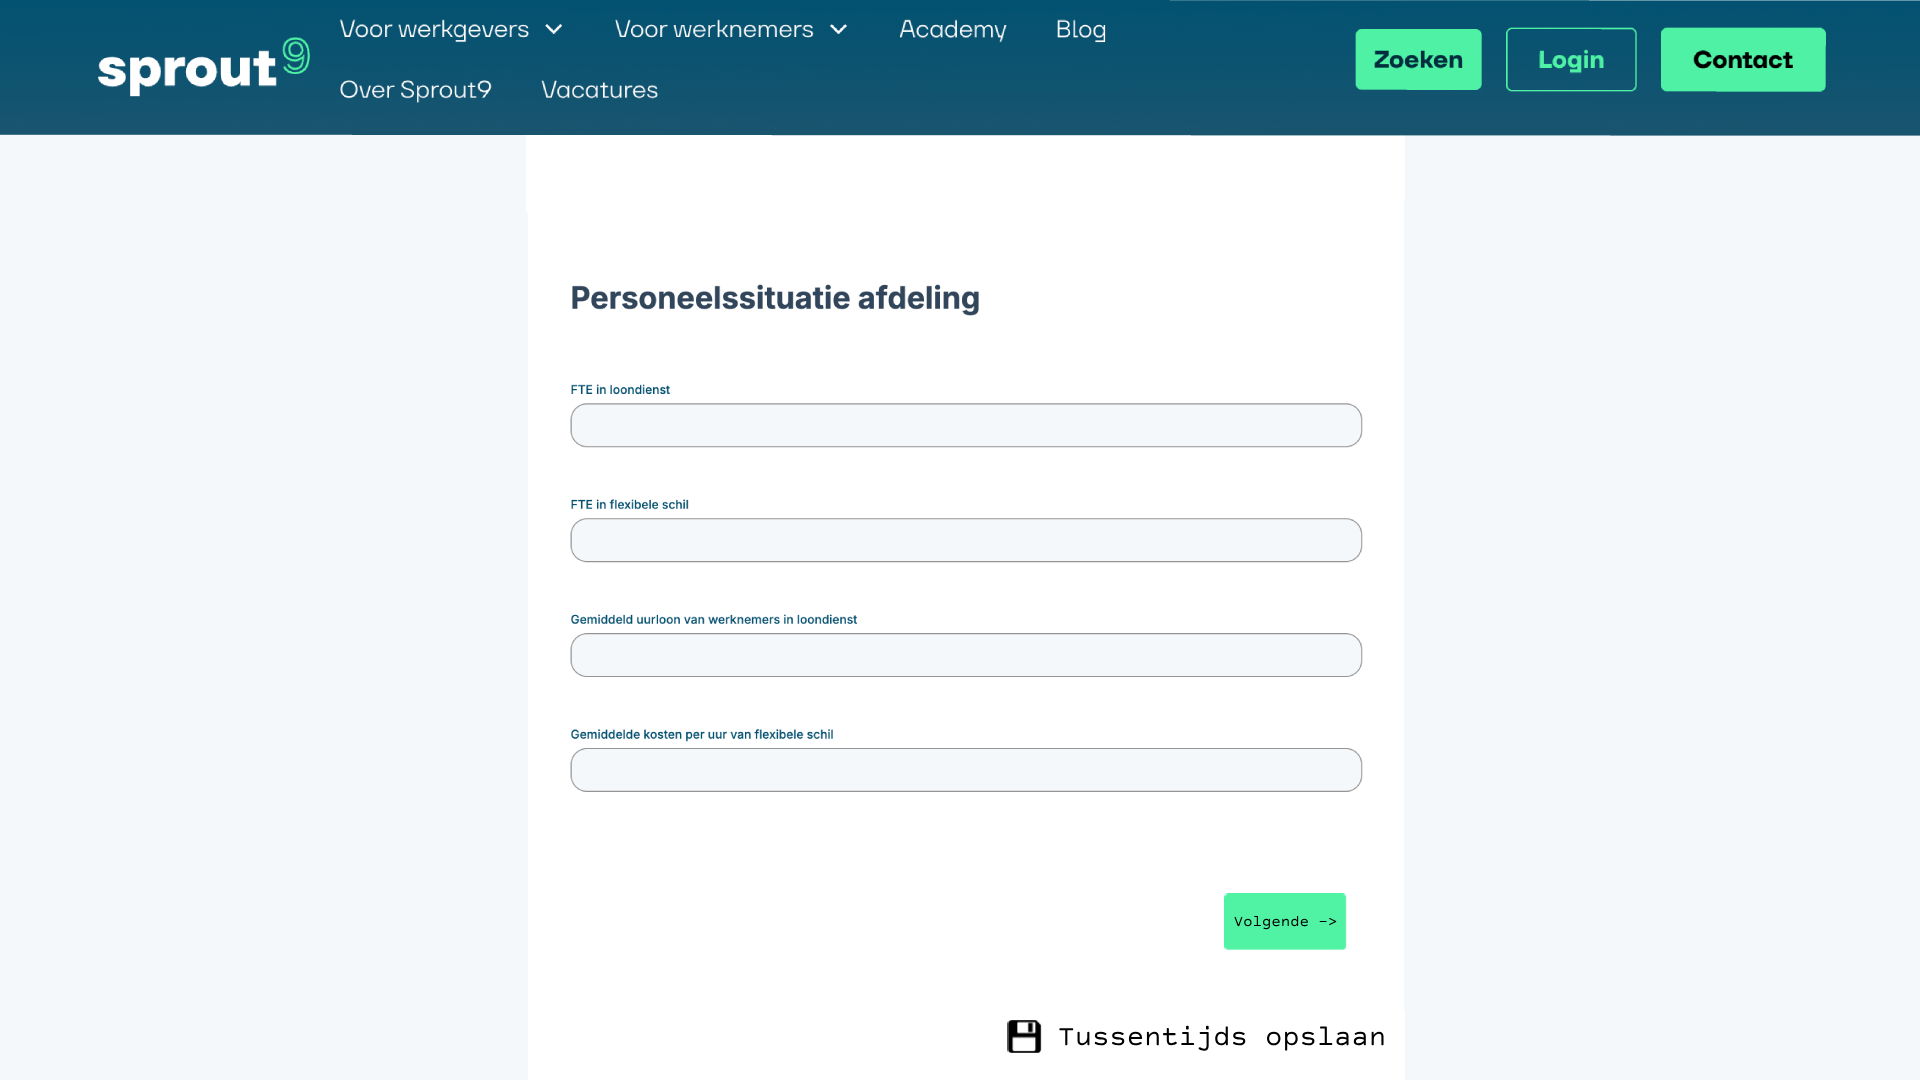 sprout9
Voor werkgevers
Voor werknemers
Academy
Blog
Over Sprout9
Vacatures
Zoeken
Login
Contact
Personeelssituatie afdeling
FTE in loondienst
FTE in flexibele schil
Gemiddeld uurloon van werknemers in loondienst
Gemiddelde kosten per uur van flexibele schil
Volgende ->
Tussentijds opslaan